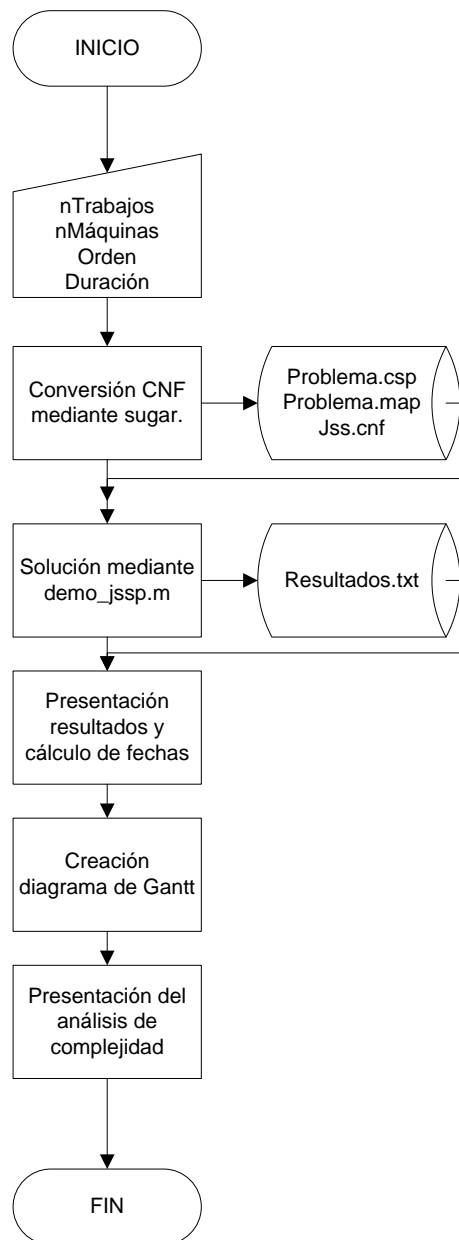 INICIO
nTrabajos
nMáquinas
Orden
Duración
Conversión CNF
mediante sugar.
Problema.csp
Problema.map
Jss.cnf
Solución mediante
demo_jssp.m
Resultados.txt
Presentación
resultados y
cálculo de fechas
Creación
diagrama de Gantt
Presentación del
análisis de
complejidad
FIN